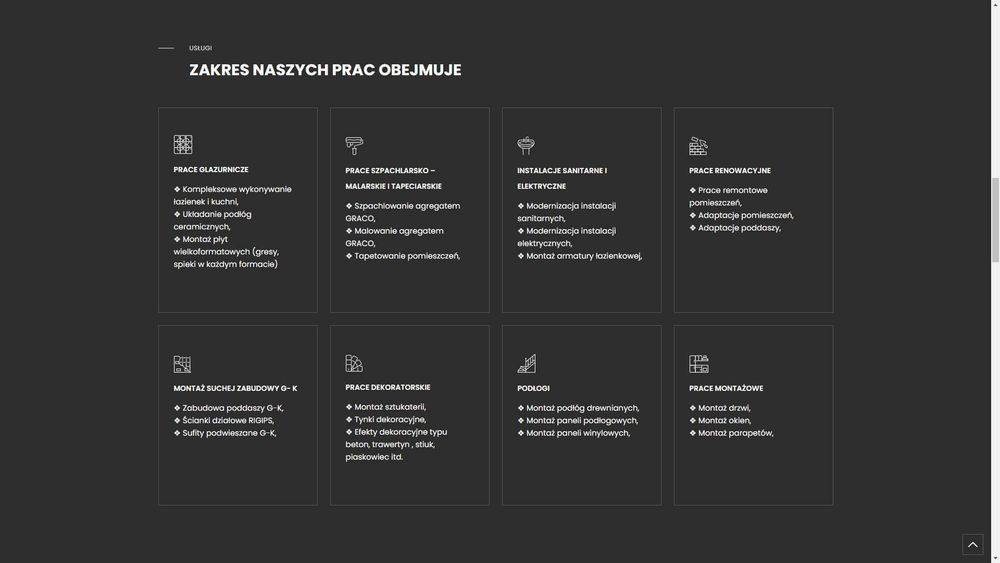 USŁUGI
ZAKRES NASZYCH PRAC OBEJMUJE
PRACE GLAZURNICZE
❖ Kompleksowe wykonywanie
łazienek i kuchni,
❖ Układanie podłóg
ceramicznych,
❖ Montaż płyt
wielkoformatowych (gresy,
spieki w każdym formacie)
PRACE SZPACHLARSKO –
MALARSKIE I TAPECIARSKIE
❖ Szpachlowanie agregatem
GRACO,
❖ Malowanie agregatem
GRACO,
❖ Tapetowanie pomieszczeń,
INSTALACJE SANITARNE I
ELEKTRYCZNE
❖ Modernizacja instalacji
sanitarnych,
❖ Modernizacja instalacji
elektrycznych,
❖ Montaż armatury łazienkowej,
PRACE RENOWACYJNE
❖ Prace remontowe
pomieszczeń,
❖ Adaptacje pomieszczeń,
❖ Adaptacje poddaszy,
MONTAŻ SUCHEJ ZABUDOWY G- K
❖ Zabudowa poddaszy G-K,
❖ Ścianki działowe RIGIPS,
❖ Sufity podwieszane G-K,
PRACE DEKORATORSKIE
❖ Montaż sztukaterii,
❖ Tynki dekoracyjne,
❖ Efekty dekoracyjne typu
beton, trawertyn , stiuk,
piaskowiec itd.
PODŁOGI
❖ Montaż podłóg drewnianych,
❖ Montaż paneli podłogowych,
❖ Montaż paneli winylowych,
PRACE MONTAŻOWE
❖ Montaż drzwi,
❖ Montaż okien,
❖ Montaż parapetów,